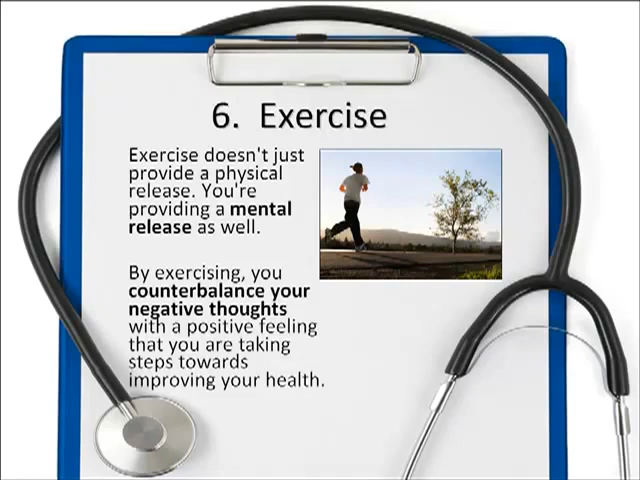 6. Exercise
Exercise doesn't just
provide a physical
release. You're
providing a mental
release as well.
By exercising, you
counterbalance your
negative thoughts
with a positive feeling
that you are taking
steps towards
improving your health.